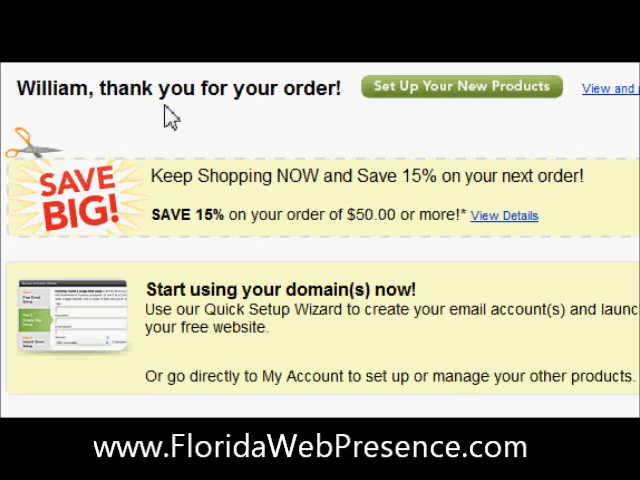 William, thank you for your order! Set Up Your New Products View and
SAVE BIG!
Keep Shopping NOW and Save 15% on your next order!
SAVE 15% on your order of $50.00 or more!* View Details
Start using your domain(s) now!
Use our Quick Setup Wizard to create your email account(s) and launc
your free website.
Or go directly to My Account to set up or manage your other products.
www.FloridaWebPresence.com